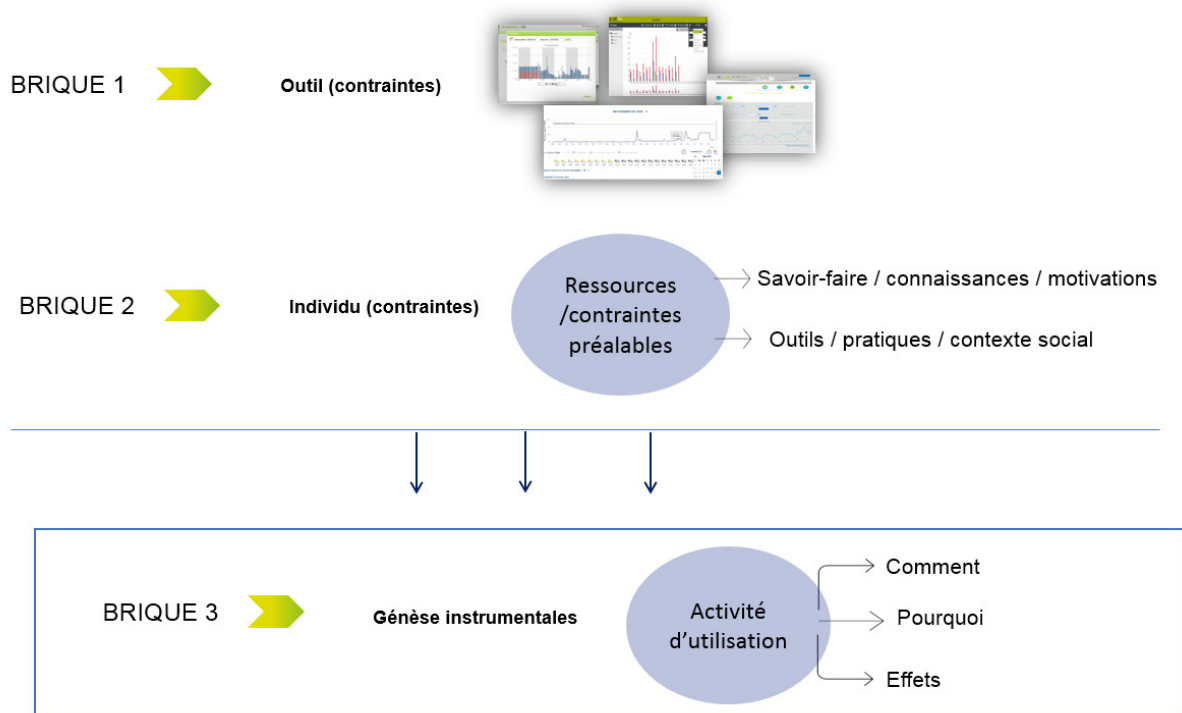 BRIQUE 1
Outil (contraintes)
BRIQUE 2
Individu (contraintes)
Ressources
/contraintes
préalables
Savoir-faire / connaissances / motivations
Outils / pratiques / contexte social
BRIQUE 3
Génèse instrumentales
Activité
d’utilisation
Comment
Pourquoi
Effets